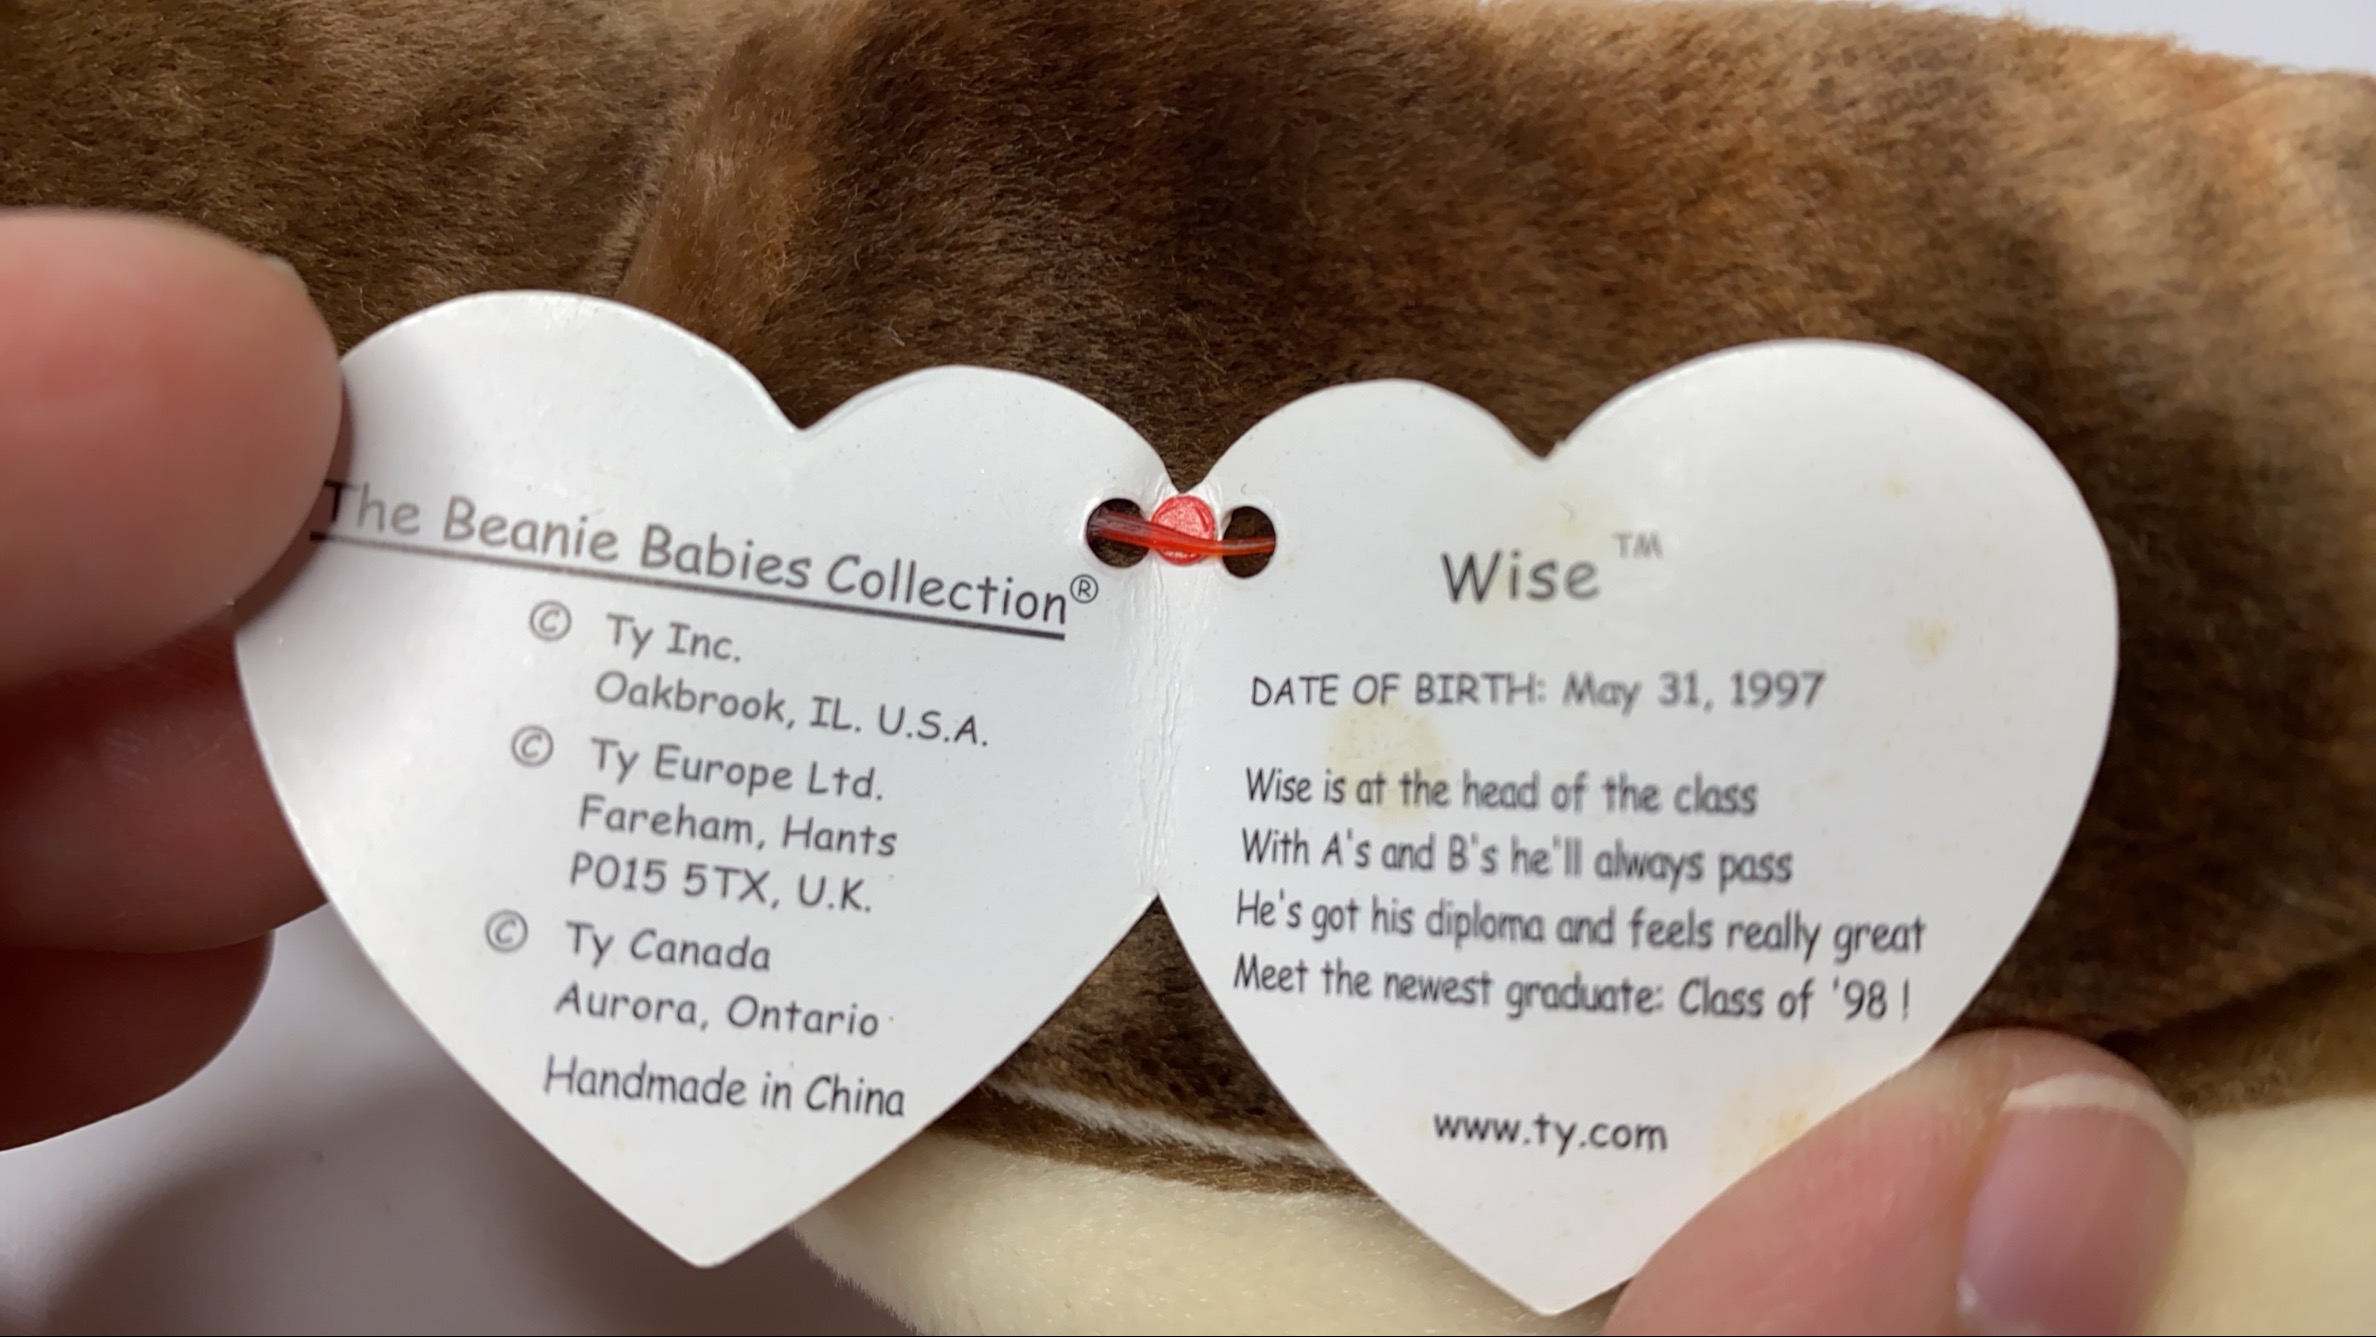 The Beanie Babies Collection®
© Ty Inc.
Oakbrook, IL. U.S.A.
© Ty Europe Ltd.
Fareham, Hants
PO15 5TX, U.K.
© Ty Canada
Aurora, Ontario
Handmade in China
Wise™
DATE OF BIRTH: May 31, 1997
Wise is at the head of the class
With A's and B's he'll always pass
He's got his diploma and feels really great
Meet the newest graduate: Class of '98 !
www.ty.com